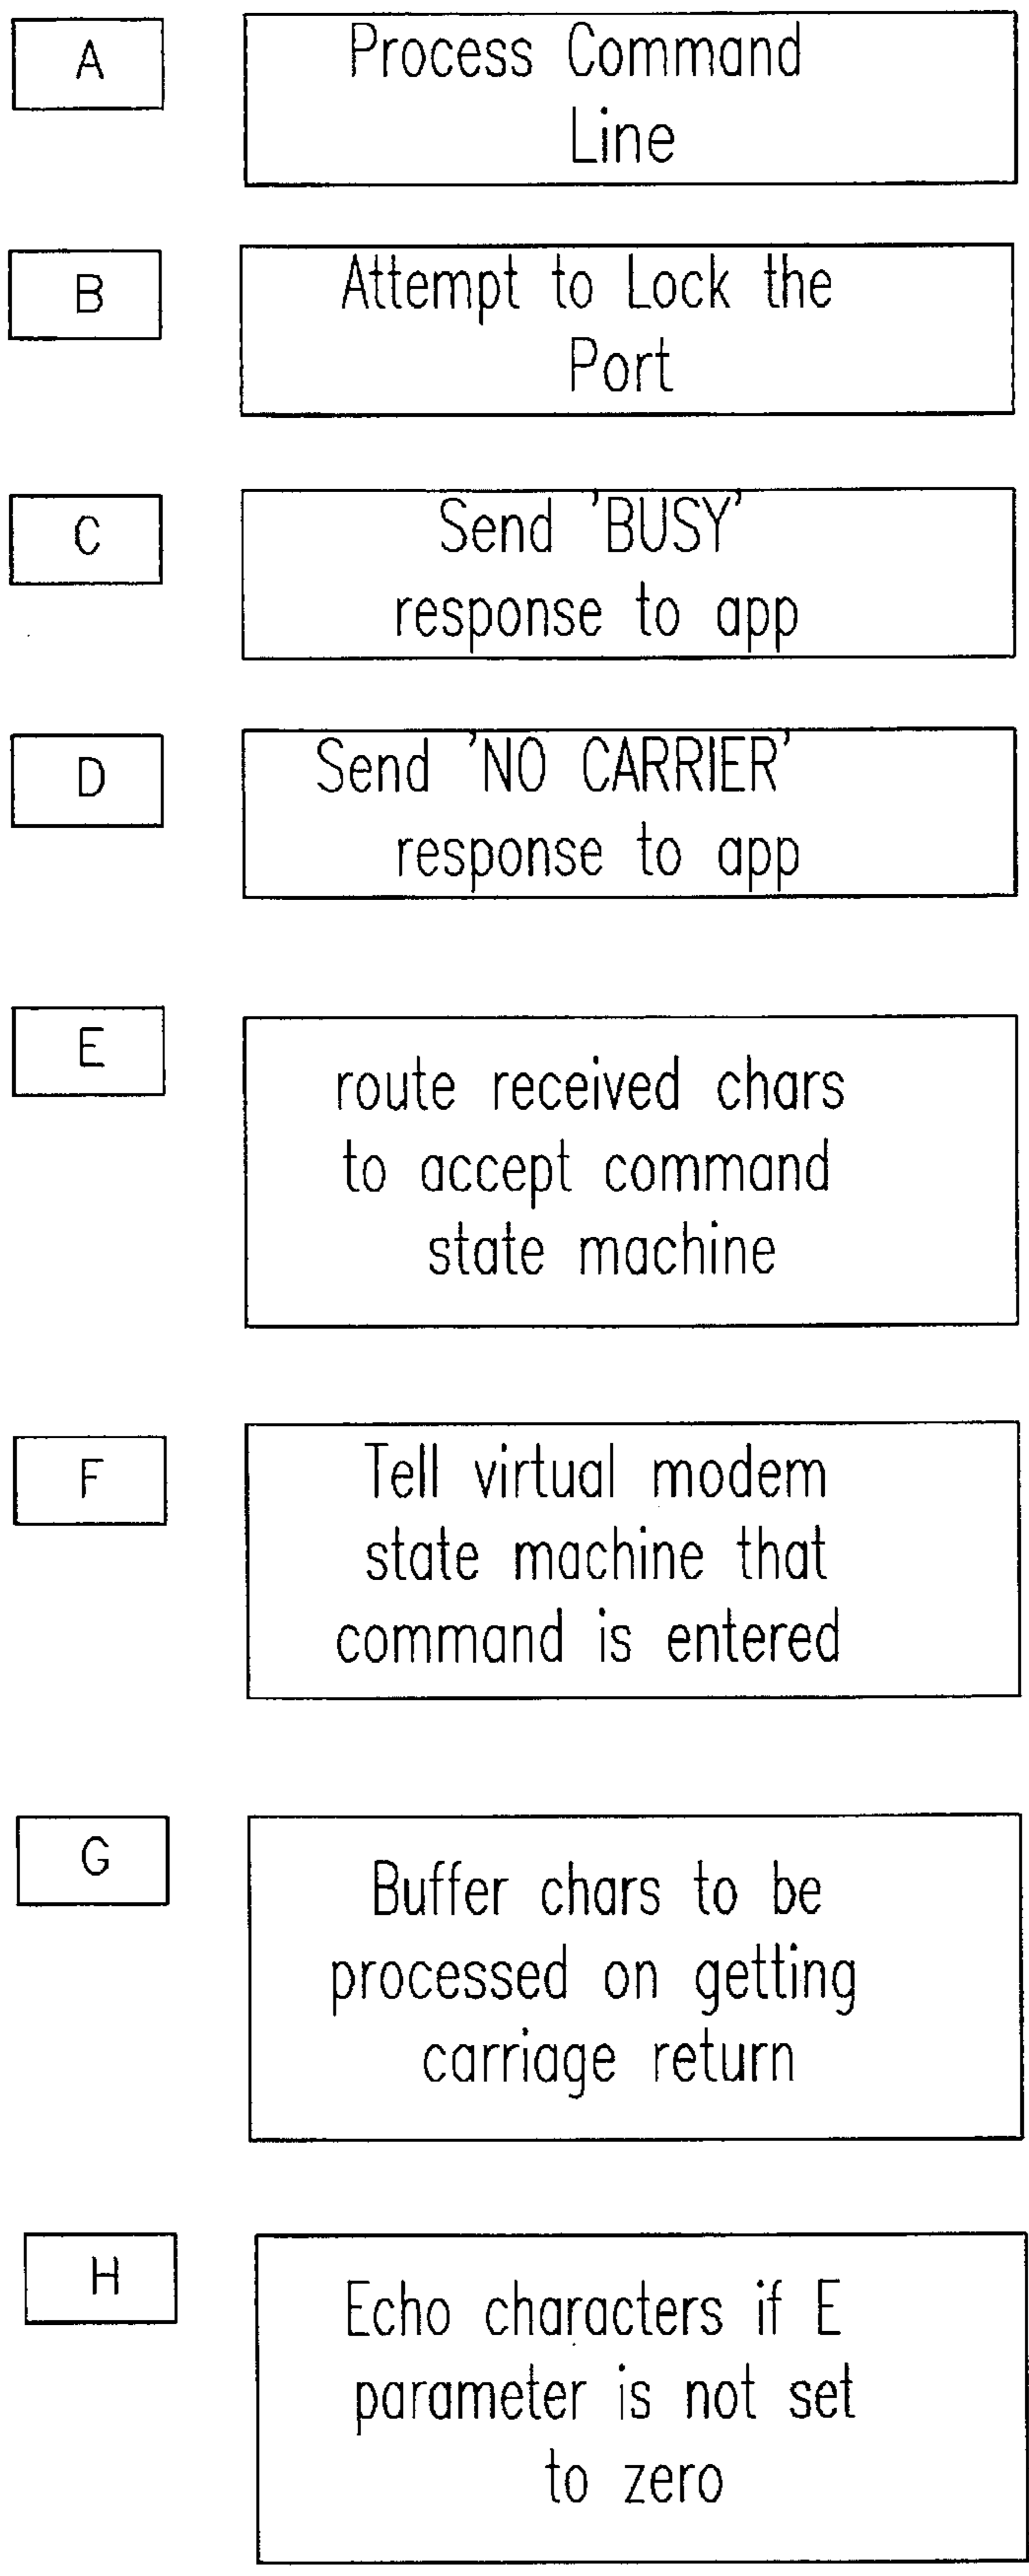 A
Process Command
Line
B
Attempt to Lock the
Port
C
Send 'BUSY'
response to app
D
Send 'NO CARRIER'
response to app
E
route received chars
to accept command
state machine
F
Tell virtual modem
state machine that
command is entered
G
Buffer chars to be
processed on getting
carriage return
H
Echo characters if E
parameter is not set
to zero